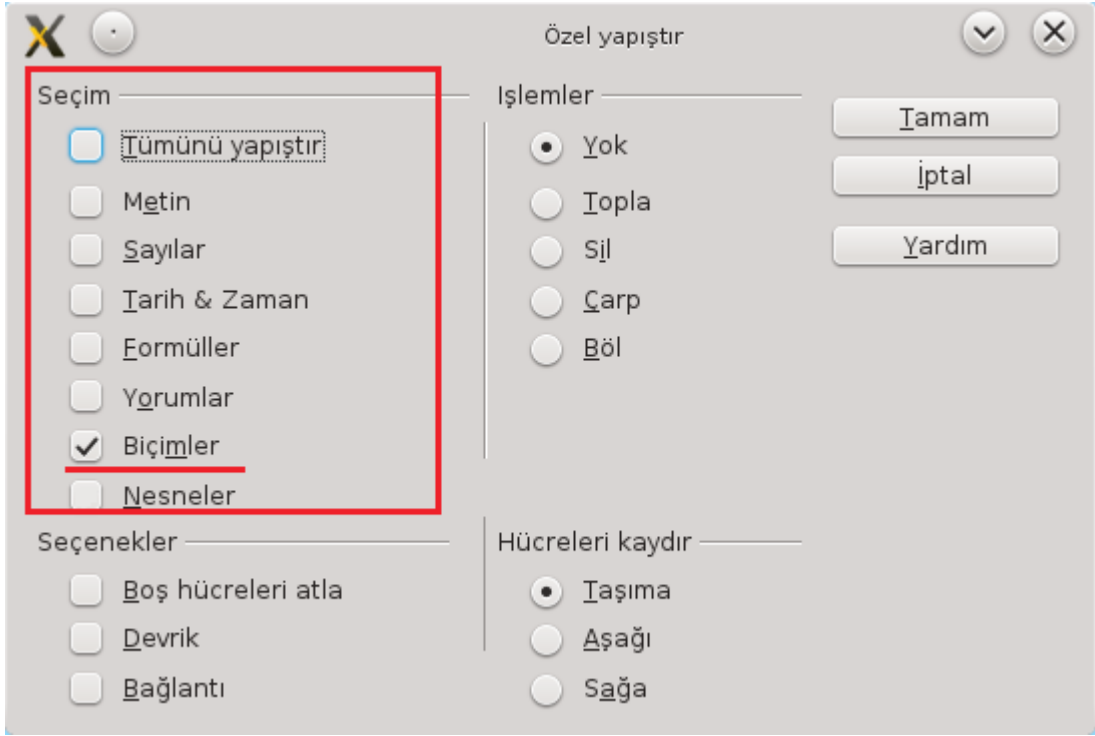 Özel yapıştır
Seçim
Tümünü yapıştır
Metin
Sayılar
Tarih & Zaman
Formüller
Yorumlar
Biçimler
Nesneler
Işlemler
Yok
Topla
Sil
Çarp
Böl
Tamam
İptal
Yardım
Seçenekler
Boş hücreleri atla
Devrik
Bağlantı
Hücreleri kaydır
Taşıma
Aşağı
Sağa